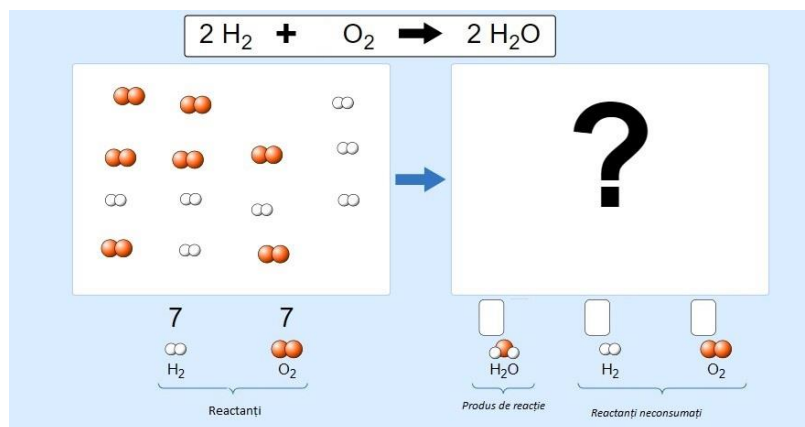 2 H₂ + O₂ → 2 H₂O
?
7 7
H₂ O₂ H₂O H₂ O₂
Reactanți
Produs de reacție
Reactanți neconsumați